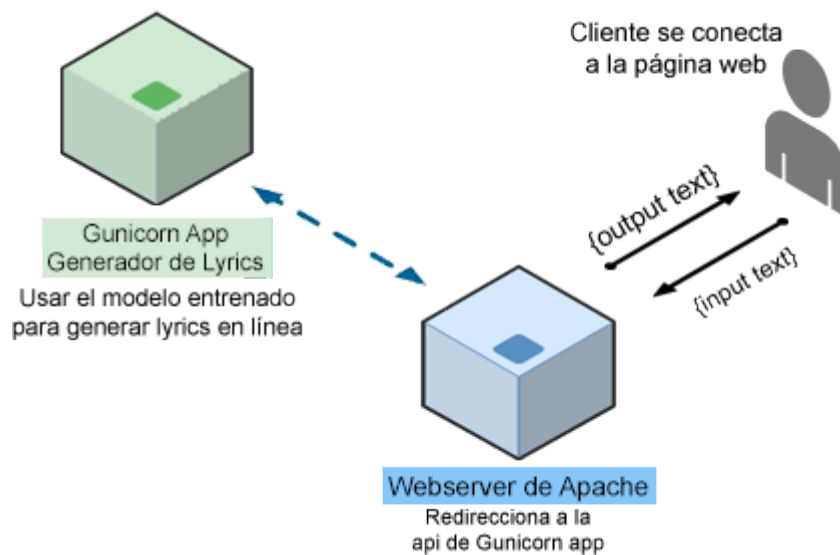 Cliente se conecta
a la página web
{output text}
{input text}
Gunicorn App
Generador de Lyrics
Usar el modelo entrenado
para generar lyrics en línea
Webserver de Apache
Redirecciona a la
api de Gunicorn app